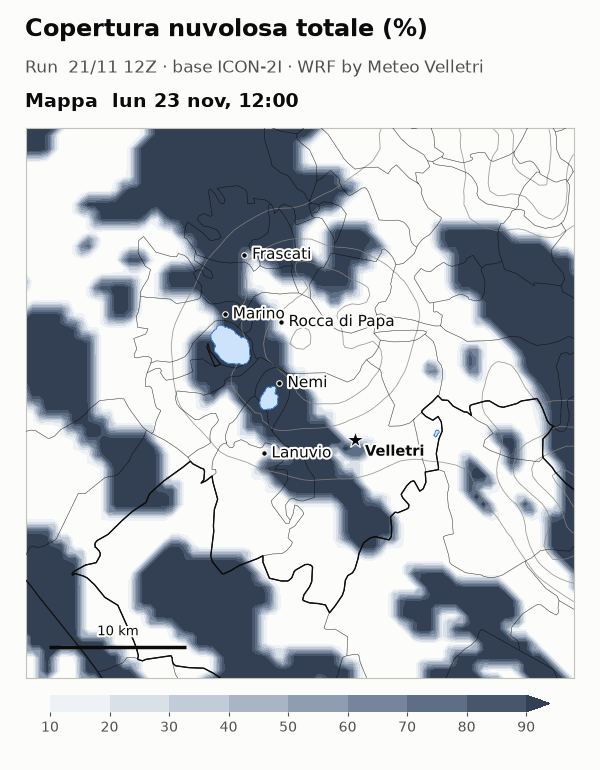 Copertura nuvolosa totale (%)
Run 21/11 12Z · base ICON-2I · WRF by Meteo Velletri
Mappa lun 23 nov, 12:00
Frascati
Marino
Rocca di Papa
Nemi
Velletri
Lanuvio
10 km
10 20 30 40 50 60 70 80 90